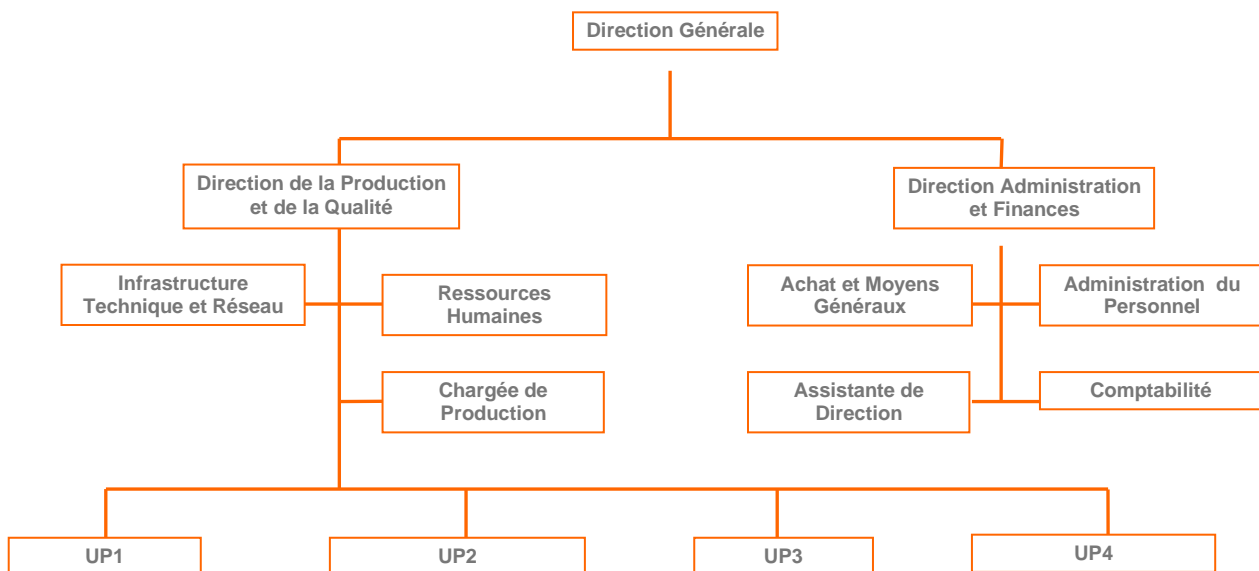 Direction Générale
Direction de la Production
et de la Qualité
Direction Administration
et Finances
Infrastructure
Technique et Réseau
Ressources
Humaines
Achat et Moyens
Généraux
Administration du
Personnel
Chargée de
Production
Assistante de
Direction
Comptabilité
UP1
UP2
UP3
UP4